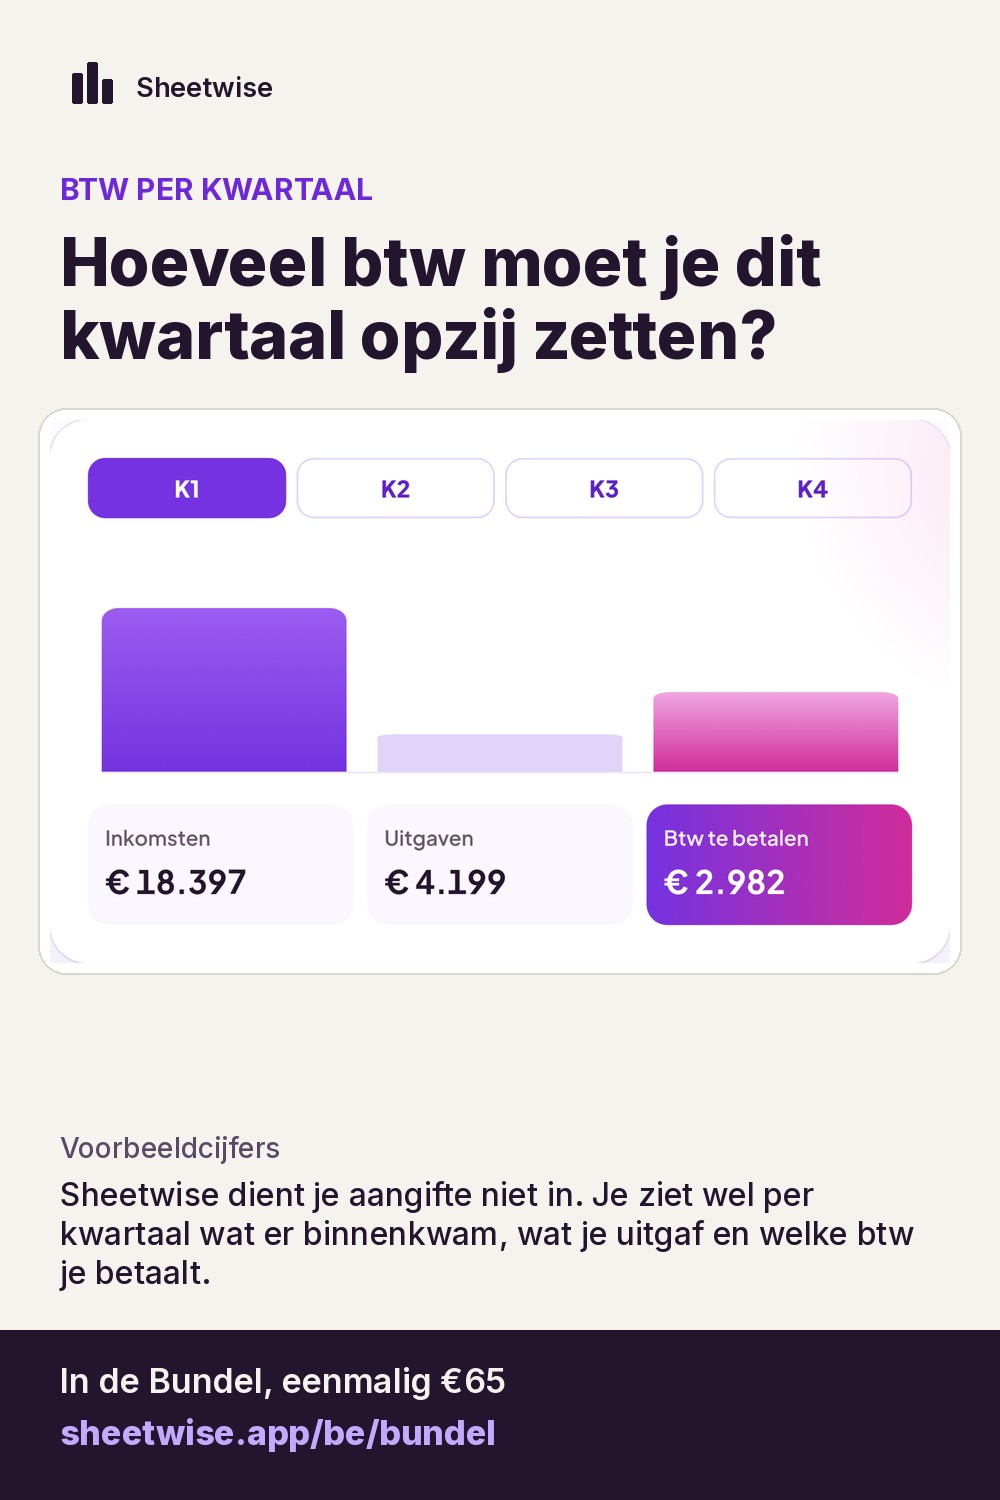 Sheetwise
BTW PER KWARTAAL
Hoeveel btw moet je dit
kwartaal opzij zetten?
K1 K2 K3 K4
Inkomsten Uitgaven Btw te betalen
€ 18.397 € 4.199 € 2.982
Voorbeeldcijfers
Sheetwise dient je aangifte niet in. Je ziet wel per
kwartaal wat er binnenkwam, wat je uitgaf en welke btw
je betaalt.
In de Bundel, eenmalig €65
sheetwise.app/be/bundel